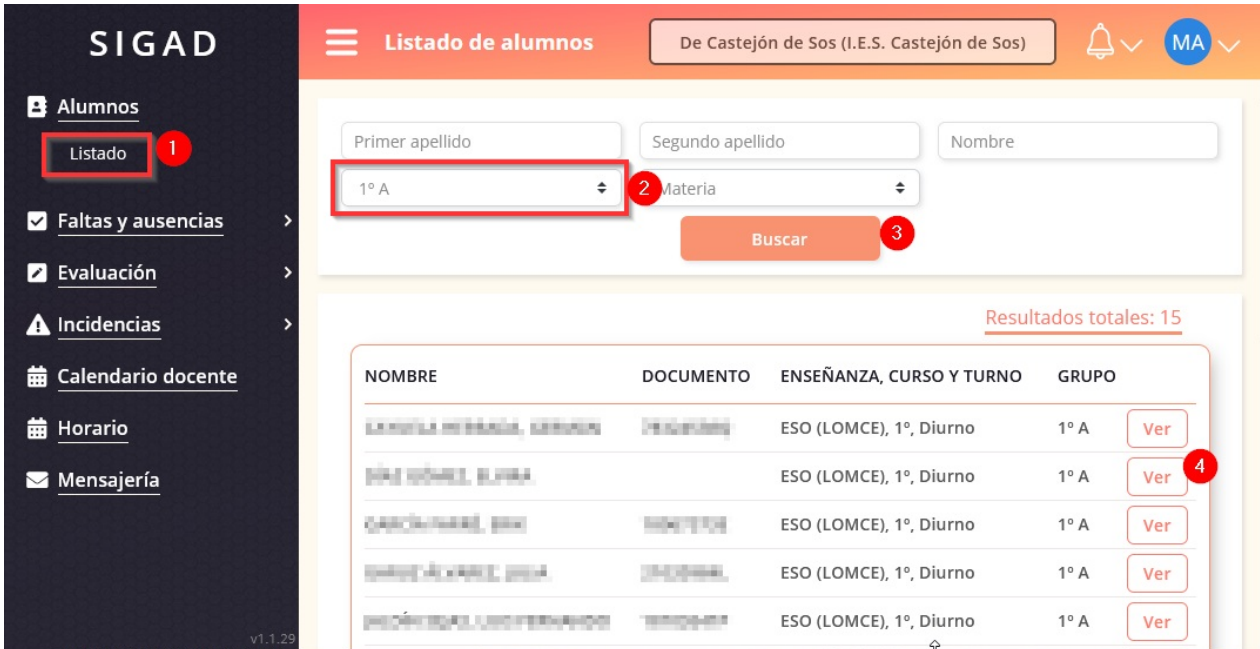 SIGAD
Listado de alumnos
De Castejón de Sos (I.E.S. Castejón de Sos)
MA
Alumnos
Listado
1
Faltas y ausencias
Evaluación
Incidencias
Calendario docente
Horario
Mensajería
v1.1.29
Primer apellido
Segundo apellido
Nombre
1º A
2
Materia
Buscar
3
Resultados totales: 15
NOMBRE DOCUMENTO ENSEÑANZA, CURSO Y TURNO GRUPO
ESO (LOMCE), 1º, Diurno 1º A Ver
ESO (LOMCE), 1º, Diurno 1º A Ver 4
ESO (LOMCE), 1º, Diurno 1º A Ver
ESO (LOMCE), 1º, Diurno 1º A Ver
ESO (LOMCE), 1º, Diurno 1º A Ver